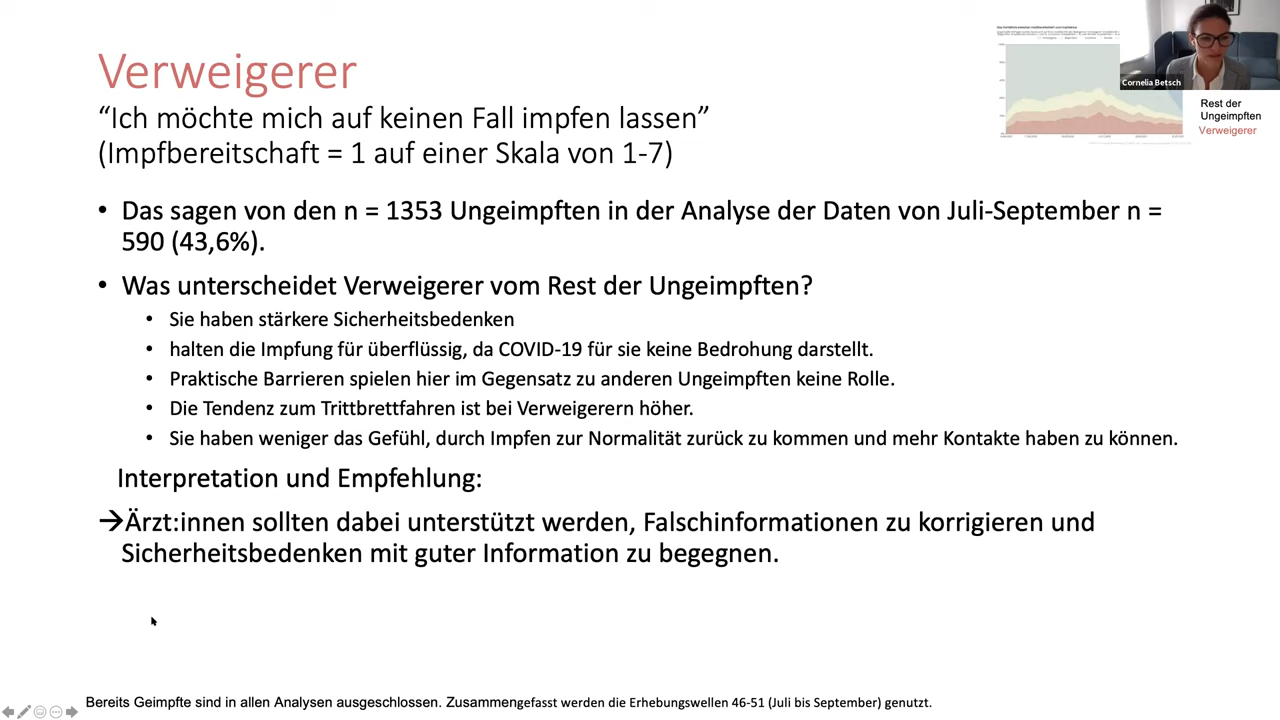 Verweigerer
“Ich möchte mich auf keinen Fall impfen lassen”
(Impfbereitschaft = 1 auf einer Skala von 1-7)
Cornelia Betsch
Rest der
Ungeimpften
Verweigerer
• Das sagen von den n = 1353 Ungeimpften in der Analyse der Daten von Juli-September n =
590 (43,6%).
• Was unterscheidet Verweigerer vom Rest der Ungeimpften?
• Sie haben stärkere Sicherheitsbedenken
• halten die Impfung für überflüssig, da COVID-19 für sie keine Bedrohung darstellt.
• Praktische Barrieren spielen hier im Gegensatz zu anderen Ungeimpften keine Rolle.
• Die Tendenz zum Trittbrettfahren ist bei Verweigerern höher.
• Sie haben weniger das Gefühl, durch Impfen zur Normalität zurück zu kommen und mehr Kontakte haben zu können.
Interpretation und Empfehlung:
→Ärzt:innen sollten dabei unterstützt werden, Falschinformationen zu korrigieren und
Sicherheitsbedenken mit guter Information zu begegnen.
Bereits Geimpfte sind in allen Analysen ausgeschlossen. Zusammengefasst werden die Erhebungswellen 46-51 (Juli bis September) genutzt.